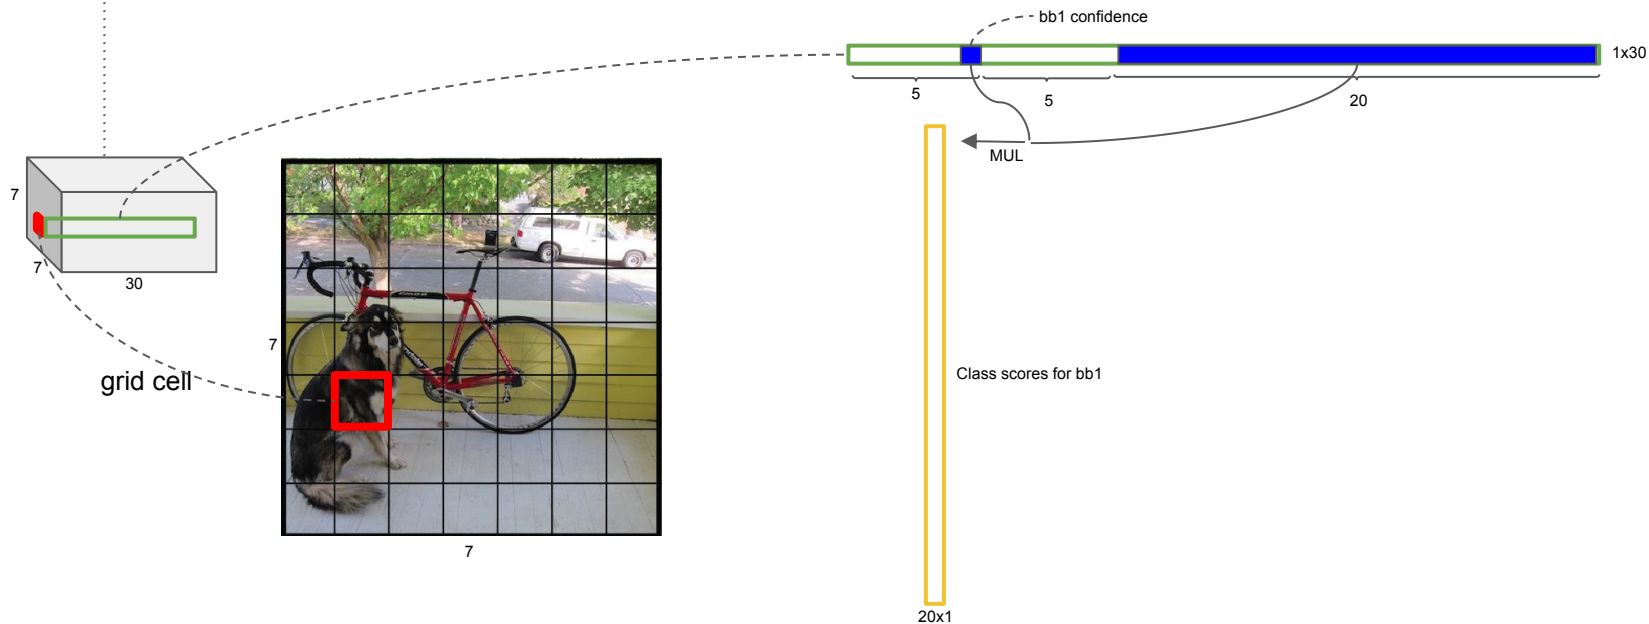 bb1 confidence
1x30
5
5
20
MUL
7
7
30
7
grid cell
Class scores for bb1
7
20x1